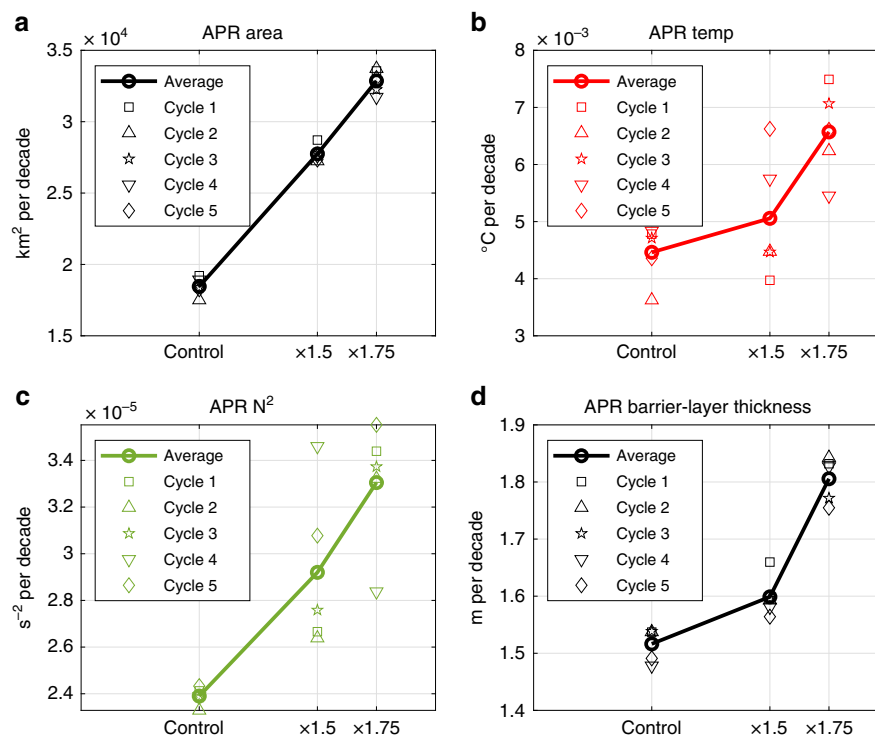 a
APR area
× 10⁴
3.5
3
2.5
2
1.5
km² per decade
Average
Cycle 1
Cycle 2
Cycle 3
Cycle 4
Cycle 5
Control
×1.5
×1.75
b
APR temp
× 10⁻³
8
7
6
5
4
3
°C per decade
Average
Cycle 1
Cycle 2
Cycle 3
Cycle 4
Cycle 5
Control
×1.5
×1.75
c
APR N²
× 10⁻⁵
3.4
3.2
3
2.8
2.6
2.4
s⁻² per decade
Average
Cycle 1
Cycle 2
Cycle 3
Cycle 4
Cycle 5
Control
×1.5
×1.75
d
APR barrier-layer thickness
1.9
1.8
1.7
1.6
1.5
1.4
m per decade
Average
Cycle 1
Cycle 2
Cycle 3
Cycle 4
Cycle 5
Control
×1.5
×1.75